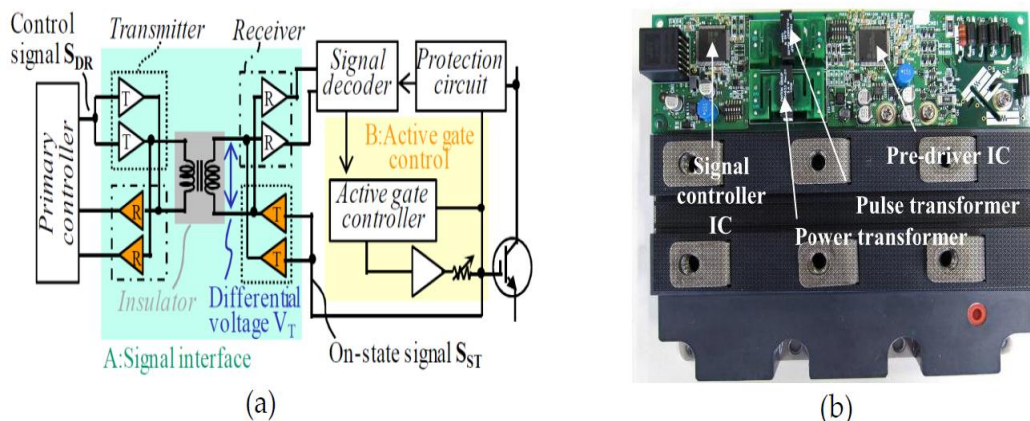 Control
signal S_DR
Transmitter
Receiver
Signal
decoder
Protection
circuit
T
T
R
R
R
R
T
T
Primary
controller
B:Active gate
control
Active gate
controller
Insulator
Differential
voltage V_T
A:Signal interface
On-state signal S_ST
(a)
Signal
controller
IC
Pre-driver IC
Pulse transformer
Power transformer
(b)